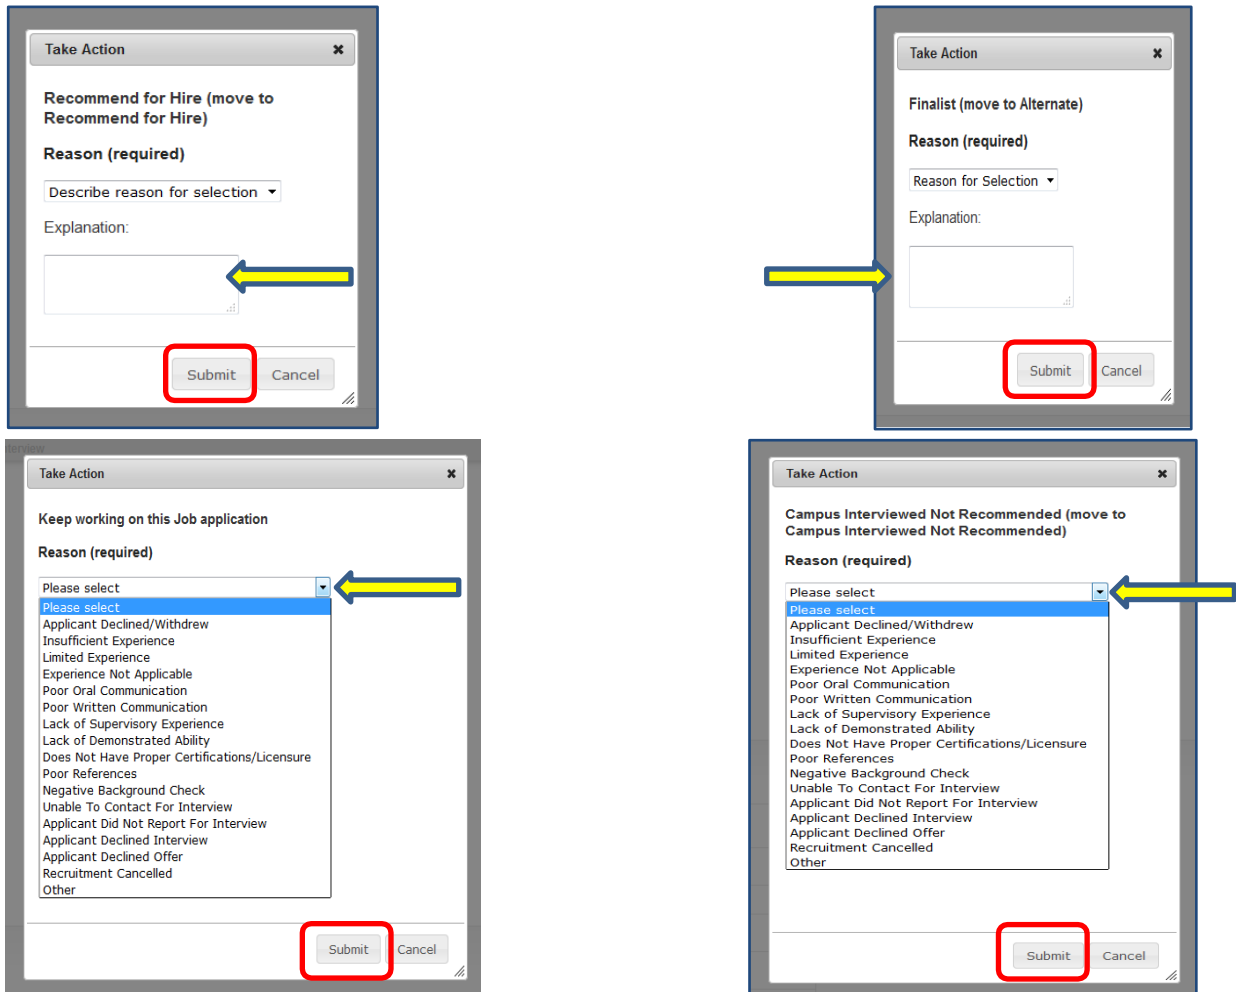 Take Action
Recommend for Hire (move to
Recommend for Hire)
Reason (required)
Describe reason for selection
Explanation:
Submit
Cancel
Take Action
Finalist (move to Alternate)
Reason (required)
Reason for Selection
Explanation:
Submit
Cancel
Take Action
Keep working on this Job application
Reason (required)
Please select
Please select
Applicant Declined/Withdrew
Insufficient Experience
Limited Experience
Experience Not Applicable
Poor Oral Communication
Poor Written Communication
Lack of Supervisory Experience
Lack of Demonstrated Ability
Does Not Have Proper Certifications/Licensure
Poor References
Negative Background Check
Unable To Contact For Interview
Applicant Did Not Report For Interview
Applicant Declined Interview
Applicant Declined Offer
Recruitment Cancelled
Other
Submit
Cancel
Take Action
Campus Interviewed Not Recommended (move to
Campus Interviewed Not Recommended)
Reason (required)
Please select
Please select
Applicant Declined/Withdrew
Insufficient Experience
Limited Experience
Experience Not Applicable
Poor Oral Communication
Poor Written Communication
Lack of Supervisory Experience
Lack of Demonstrated Ability
Does Not Have Proper Certifications/Licensure
Poor References
Negative Background Check
Unable To Contact For Interview
Applicant Did Not Report For Interview
Applicant Declined Interview
Applicant Declined Offer
Recruitment Cancelled
Other
Submit
Cancel